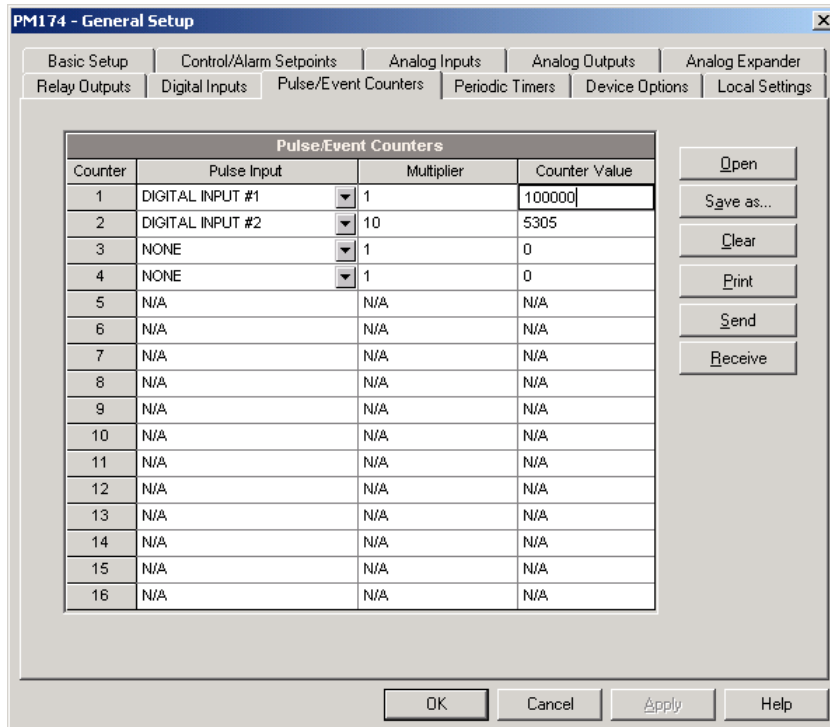 PM174 - General Setup
Basic Setup Control/Alarm Setpoints Analog Inputs Analog Outputs Analog Expander
Relay Outputs Digital Inputs Pulse/Event Counters Periodic Timers Device Options Local Settings
Pulse/Event Counters
Counter Pulse Input Multiplier Counter Value
1 DIGITAL INPUT #1 1 100000
2 DIGITAL INPUT #2 10 5305
3 NONE 1 0
4 NONE 1 0
5 N/A N/A N/A
6 N/A N/A N/A
7 N/A N/A N/A
8 N/A N/A N/A
9 N/A N/A N/A
10 N/A N/A N/A
11 N/A N/A N/A
12 N/A N/A N/A
13 N/A N/A N/A
14 N/A N/A N/A
15 N/A N/A N/A
16 N/A N/A N/A
Open
Save as...
Clear
Print
Send
Receive
OK Cancel Apply Help